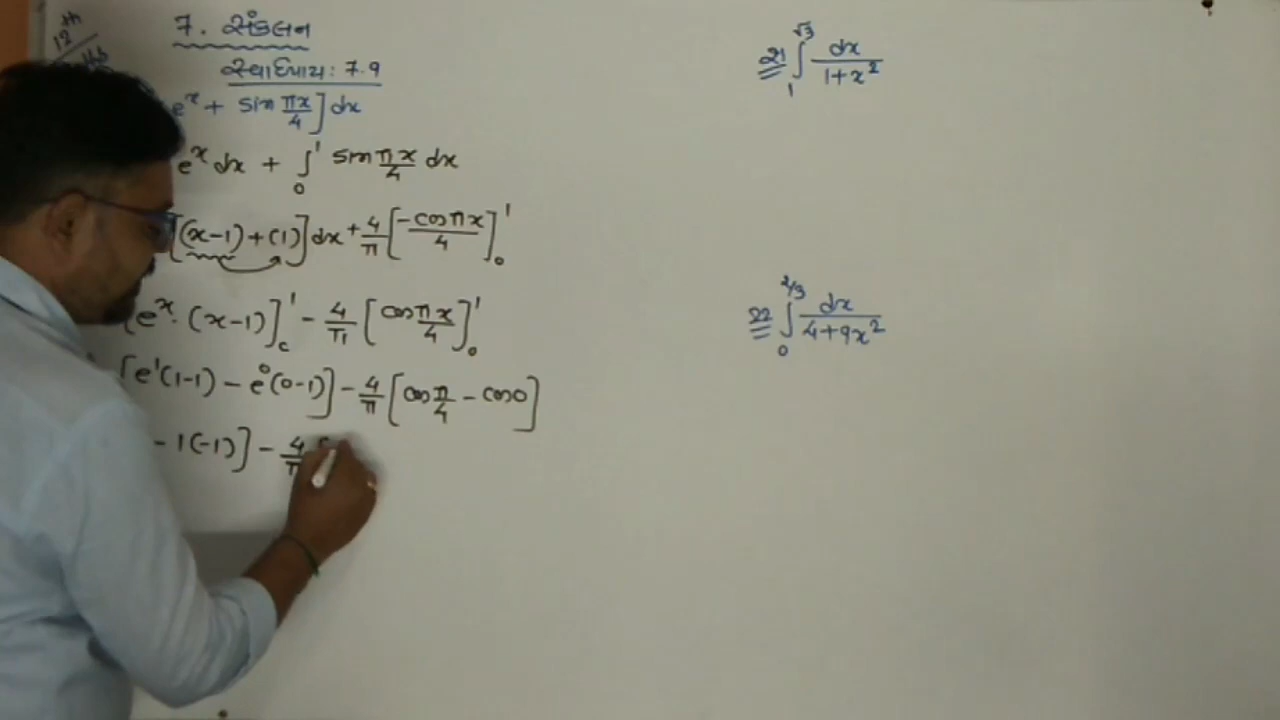 12th
7. સંકલન
સ્વાધ્યાય: 7.9
e^x + sin πx/4] dx
e^x dx + ∫₀¹ sin πx/4 dx
[(x-1)+(1)]dx + 4/π [-cos πx/4]₀¹
[e^x·(x-1)]₀¹ - 4/π [cos πx/4]₀¹
[e¹(1-1) - e⁰(0-1)] - 4/π [cos π/4 - cos 0]
- 1(-1)] - 4/π
21 ∫₁^√3 dx/1+x²
22 ∫₀^2/3 dx/4+9x²